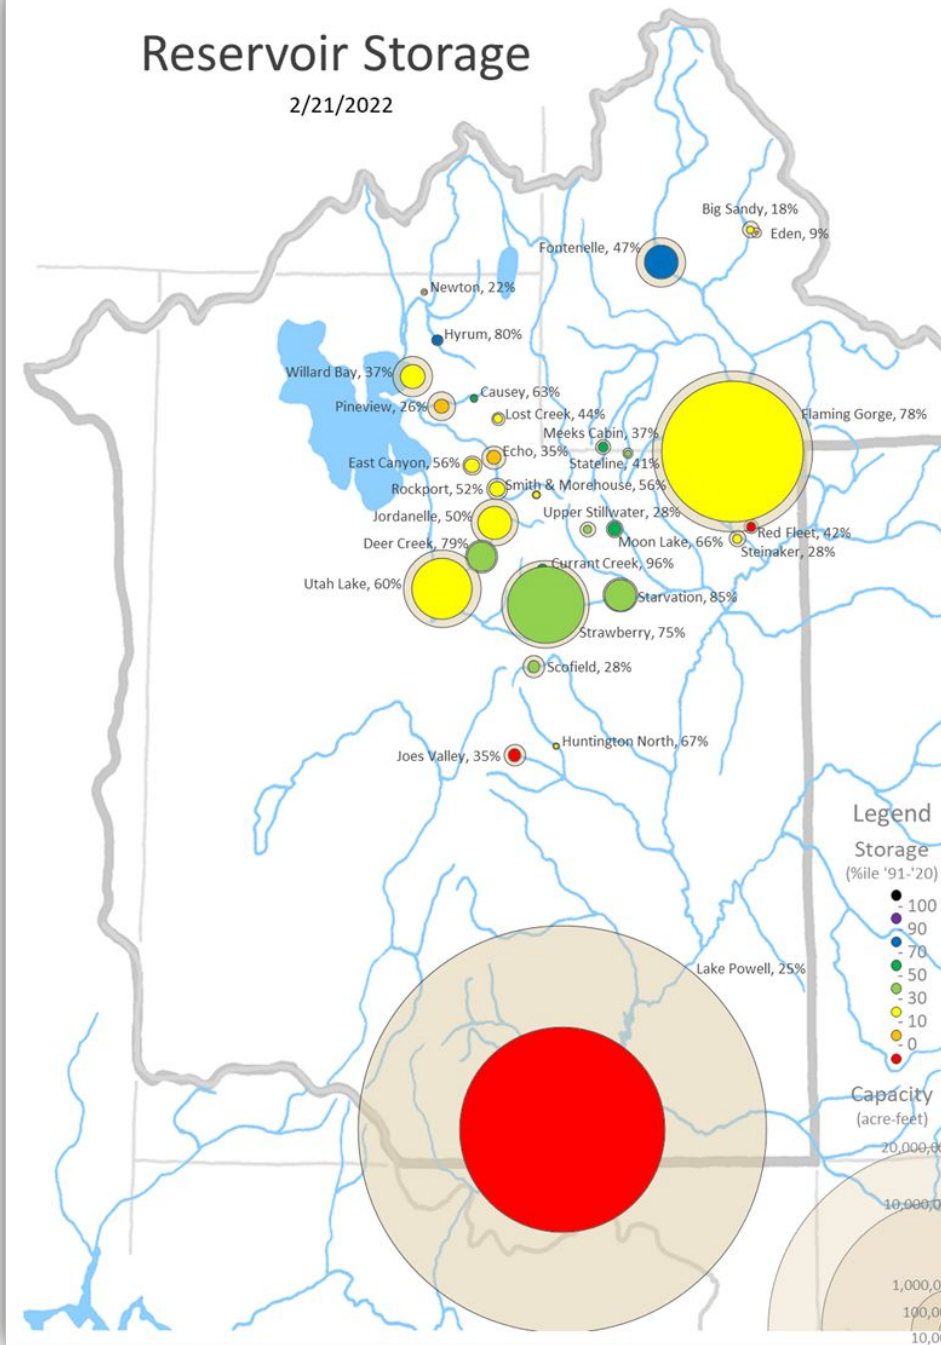 Reservoir Storage
2/21/2022
Big Sandy, 18%
Eden, 9%
Fontenelle, 47%
Newton, 22%
Hyrum, 80%
Willard Bay, 37%
Causey, 63%
Pineview, 26%
Lost Creek, 44%
Flaming Gorge, 78%
Meeks Cabin, 37%
Echo, 35%
East Canyon, 56%
Stateline, 41%
Rockport, 52%
Smith & Morehouse, 56%
Upper Stillwater, 28%
Jordanelle, 50%
Red Fleet, 42%
Moon Lake, 66%
Deer Creek, 79%
Steinaker, 28%
Currant Creek, 96%
Utah Lake, 60%
Starvation, 85%
Strawberry, 75%
Scofield, 28%
Huntington North, 67%
Joes Valley, 35%
Legend
Storage
(%ile '91-'20)
- 100
- 90
- 70
- 50
- 30
- 10
- 0
Lake Powell, 25%
Capacity
(acre-feet)